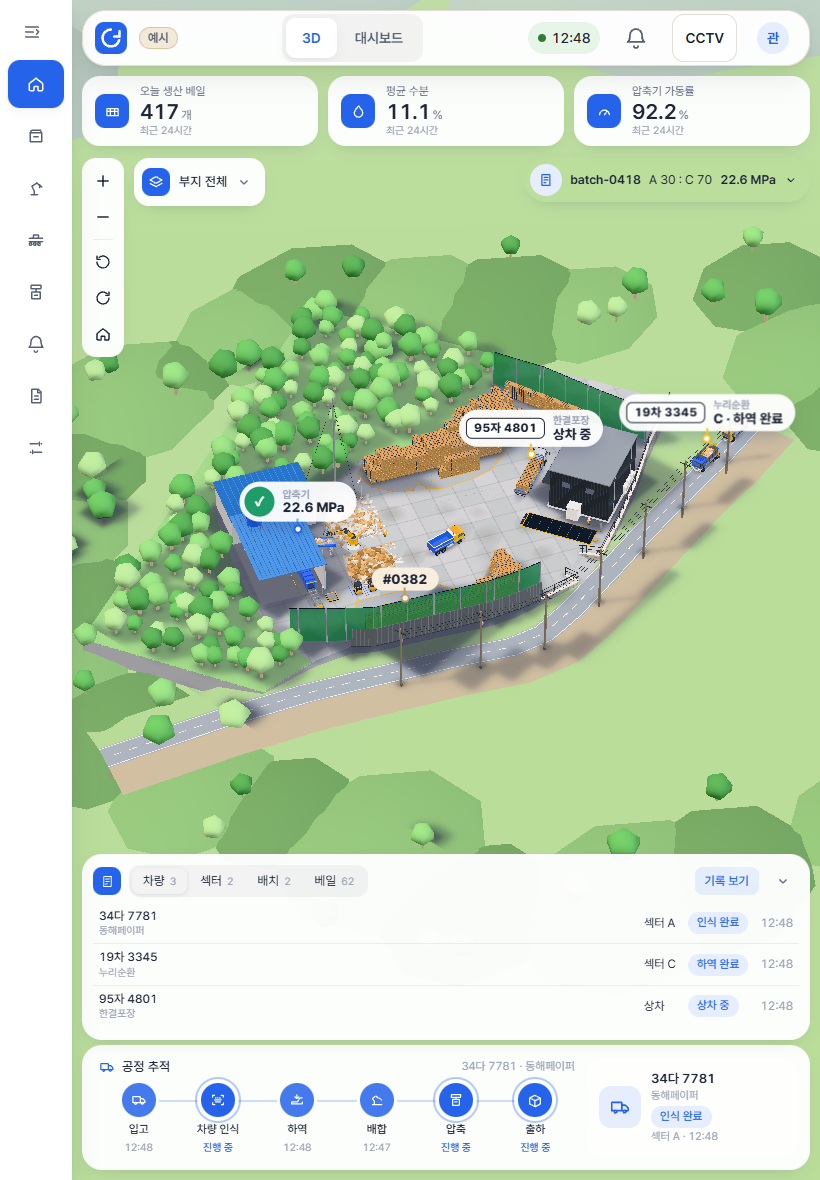 예시
3D
대시보드
12:48
CCTV
관
오늘 생산 베일
417 개
최근 24시간
평균 수분
11.1 %
최근 24시간
압축기 가동률
92.2 %
최근 24시간
부지 전체
batch-0418 A 30 : C 70 22.6 MPa
95자 4801
한결포장
상차 중
19차 3345
누리순환
C · 하역 완료
압축기
22.6 MPa
#0382
차량 3
섹터 2
배치 2
베일 62
기록 보기
34다 7781
동해페이퍼
섹터 A
인식 완료
12:48
19차 3345
누리순환
섹터 C
하역 완료
12:48
95자 4801
한결포장
상차
상차 중
12:48
공정 추적
34다 7781 · 동해페이퍼
입고
12:48
차량 인식
진행 중
하역
12:48
배합
12:47
압축
진행 중
출하
진행 중
34다 7781
동해페이퍼
인식 완료
섹터 A · 12:48